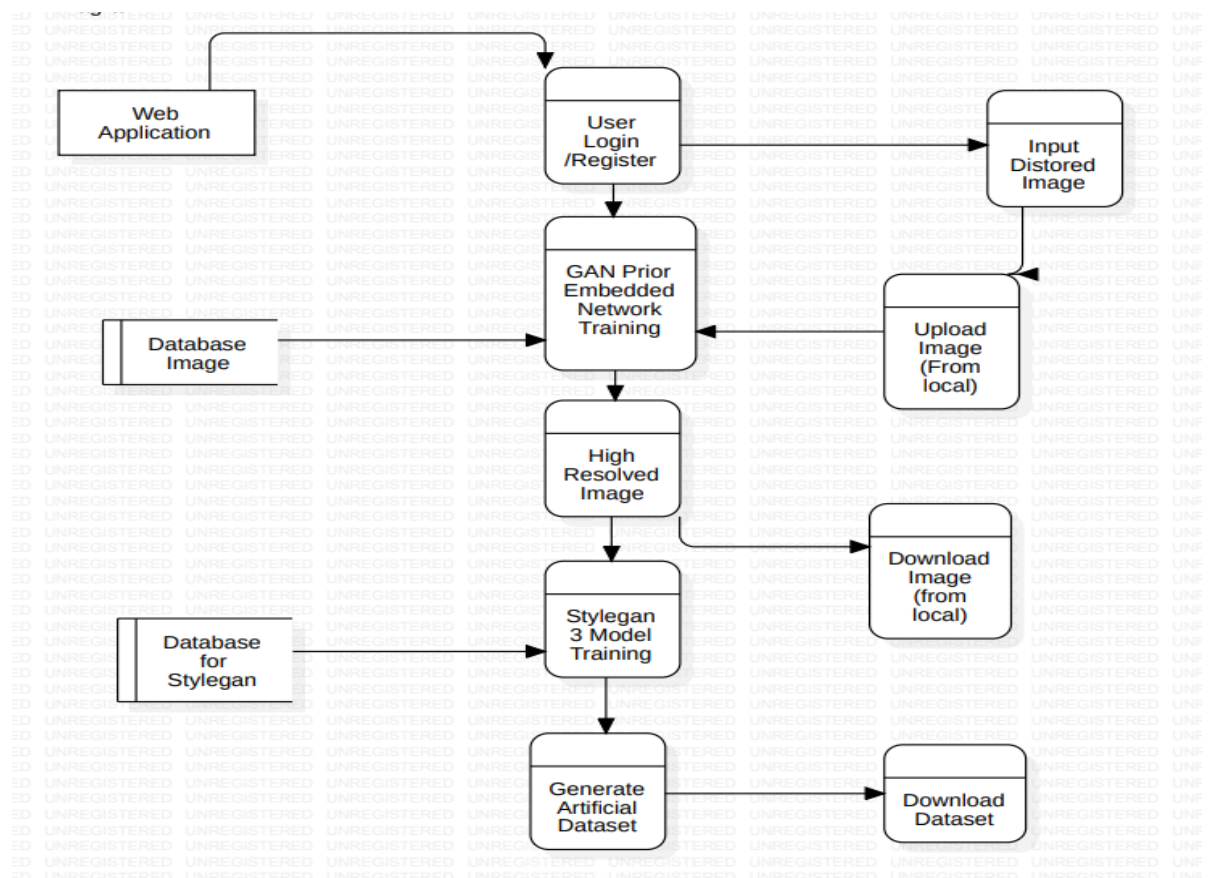 Web
Application
User
Login
/Register
Input
Distored
Image
GAN Prior
Embedded
Network
Training
Database
Image
Upload
Image
(From
local)
High
Resolved
Image
Download
Image
(from
local)
Stylegan
3 Model
Training
Database
for
Stylegan
Generate
Artificial
Dataset
Download
Dataset
UNREGISTERED